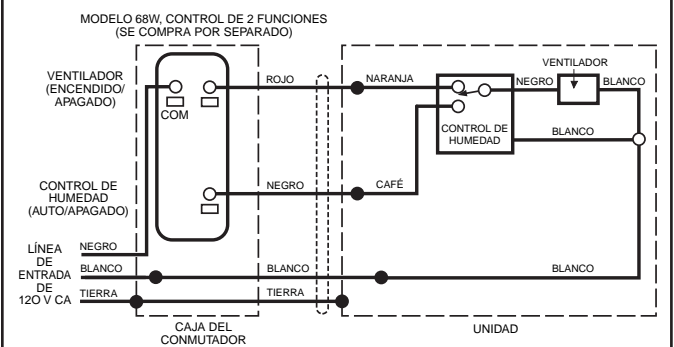 MODELO 68W, CONTROL DE 2 FUNCIONES
(SE COMPRA POR SEPARADO)
VENTILADOR
(ENCENDIDO/
APAGADO)
COM
ROJO
NARANJA
NEGRO
VENTILADOR
BLANCO
CONTROL DE
HUMEDAD
BLANCO
CONTROL DE
HUMEDAD
(AUTO/APAGADO)
NEGRO
CAFÉ
LÍNEA
DE
ENTRADA
DE
12O V CA
NEGRO
BLANCO
BLANCO
BLANCO
TIERRA
TIERRA
CAJA DEL
CONMUTADOR
UNIDAD